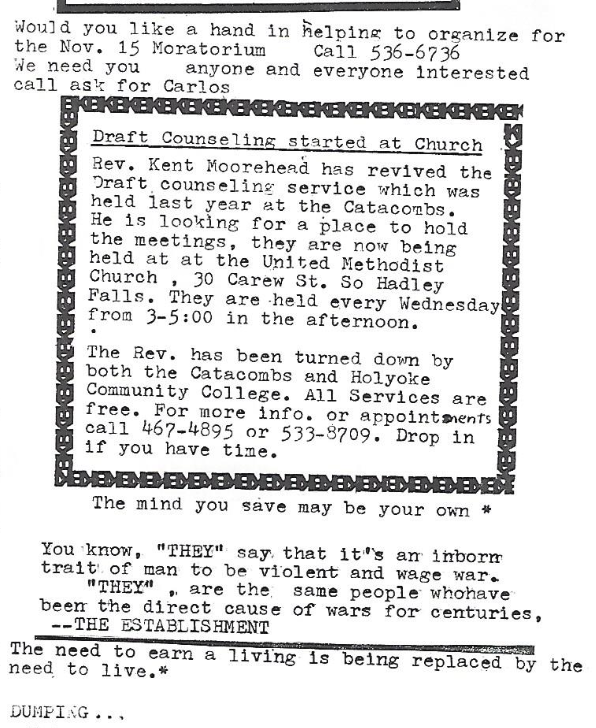 Would you like a hand in helping to organize for
the Nov. 15 Moratorium Call 536-6736
We need you anyone and everyone interested
call ask for Carlos
Draft Counseling started at Church
Rev. Kent Moorehead has revived the
Draft counseling service which was
held last year at the Catacombs.
He is looking for a place to hold
the meetings, they are now being
held at at the United Methodist
Church , 30 Carew St. So Hadley
Falls. They are held every Wednesday
from 3-5:00 in the afternoon.
The Rev. has been turned down by
both the Catacombs and Holyoke
Community College. All Services are
free. For more info. or appointments
call 467-4895 or 533-8709. Drop in
if you have time.
The mind you save may be your own *
You know, "THEY" say that it"s an inborn
trait of man to be violent and wage war.
"THEY" , are the same people whohave
been the direct cause of wars for centuries,
--THE ESTABLISHMENT
The need to earn a living is being replaced by the
need to live.*
DUMPING...